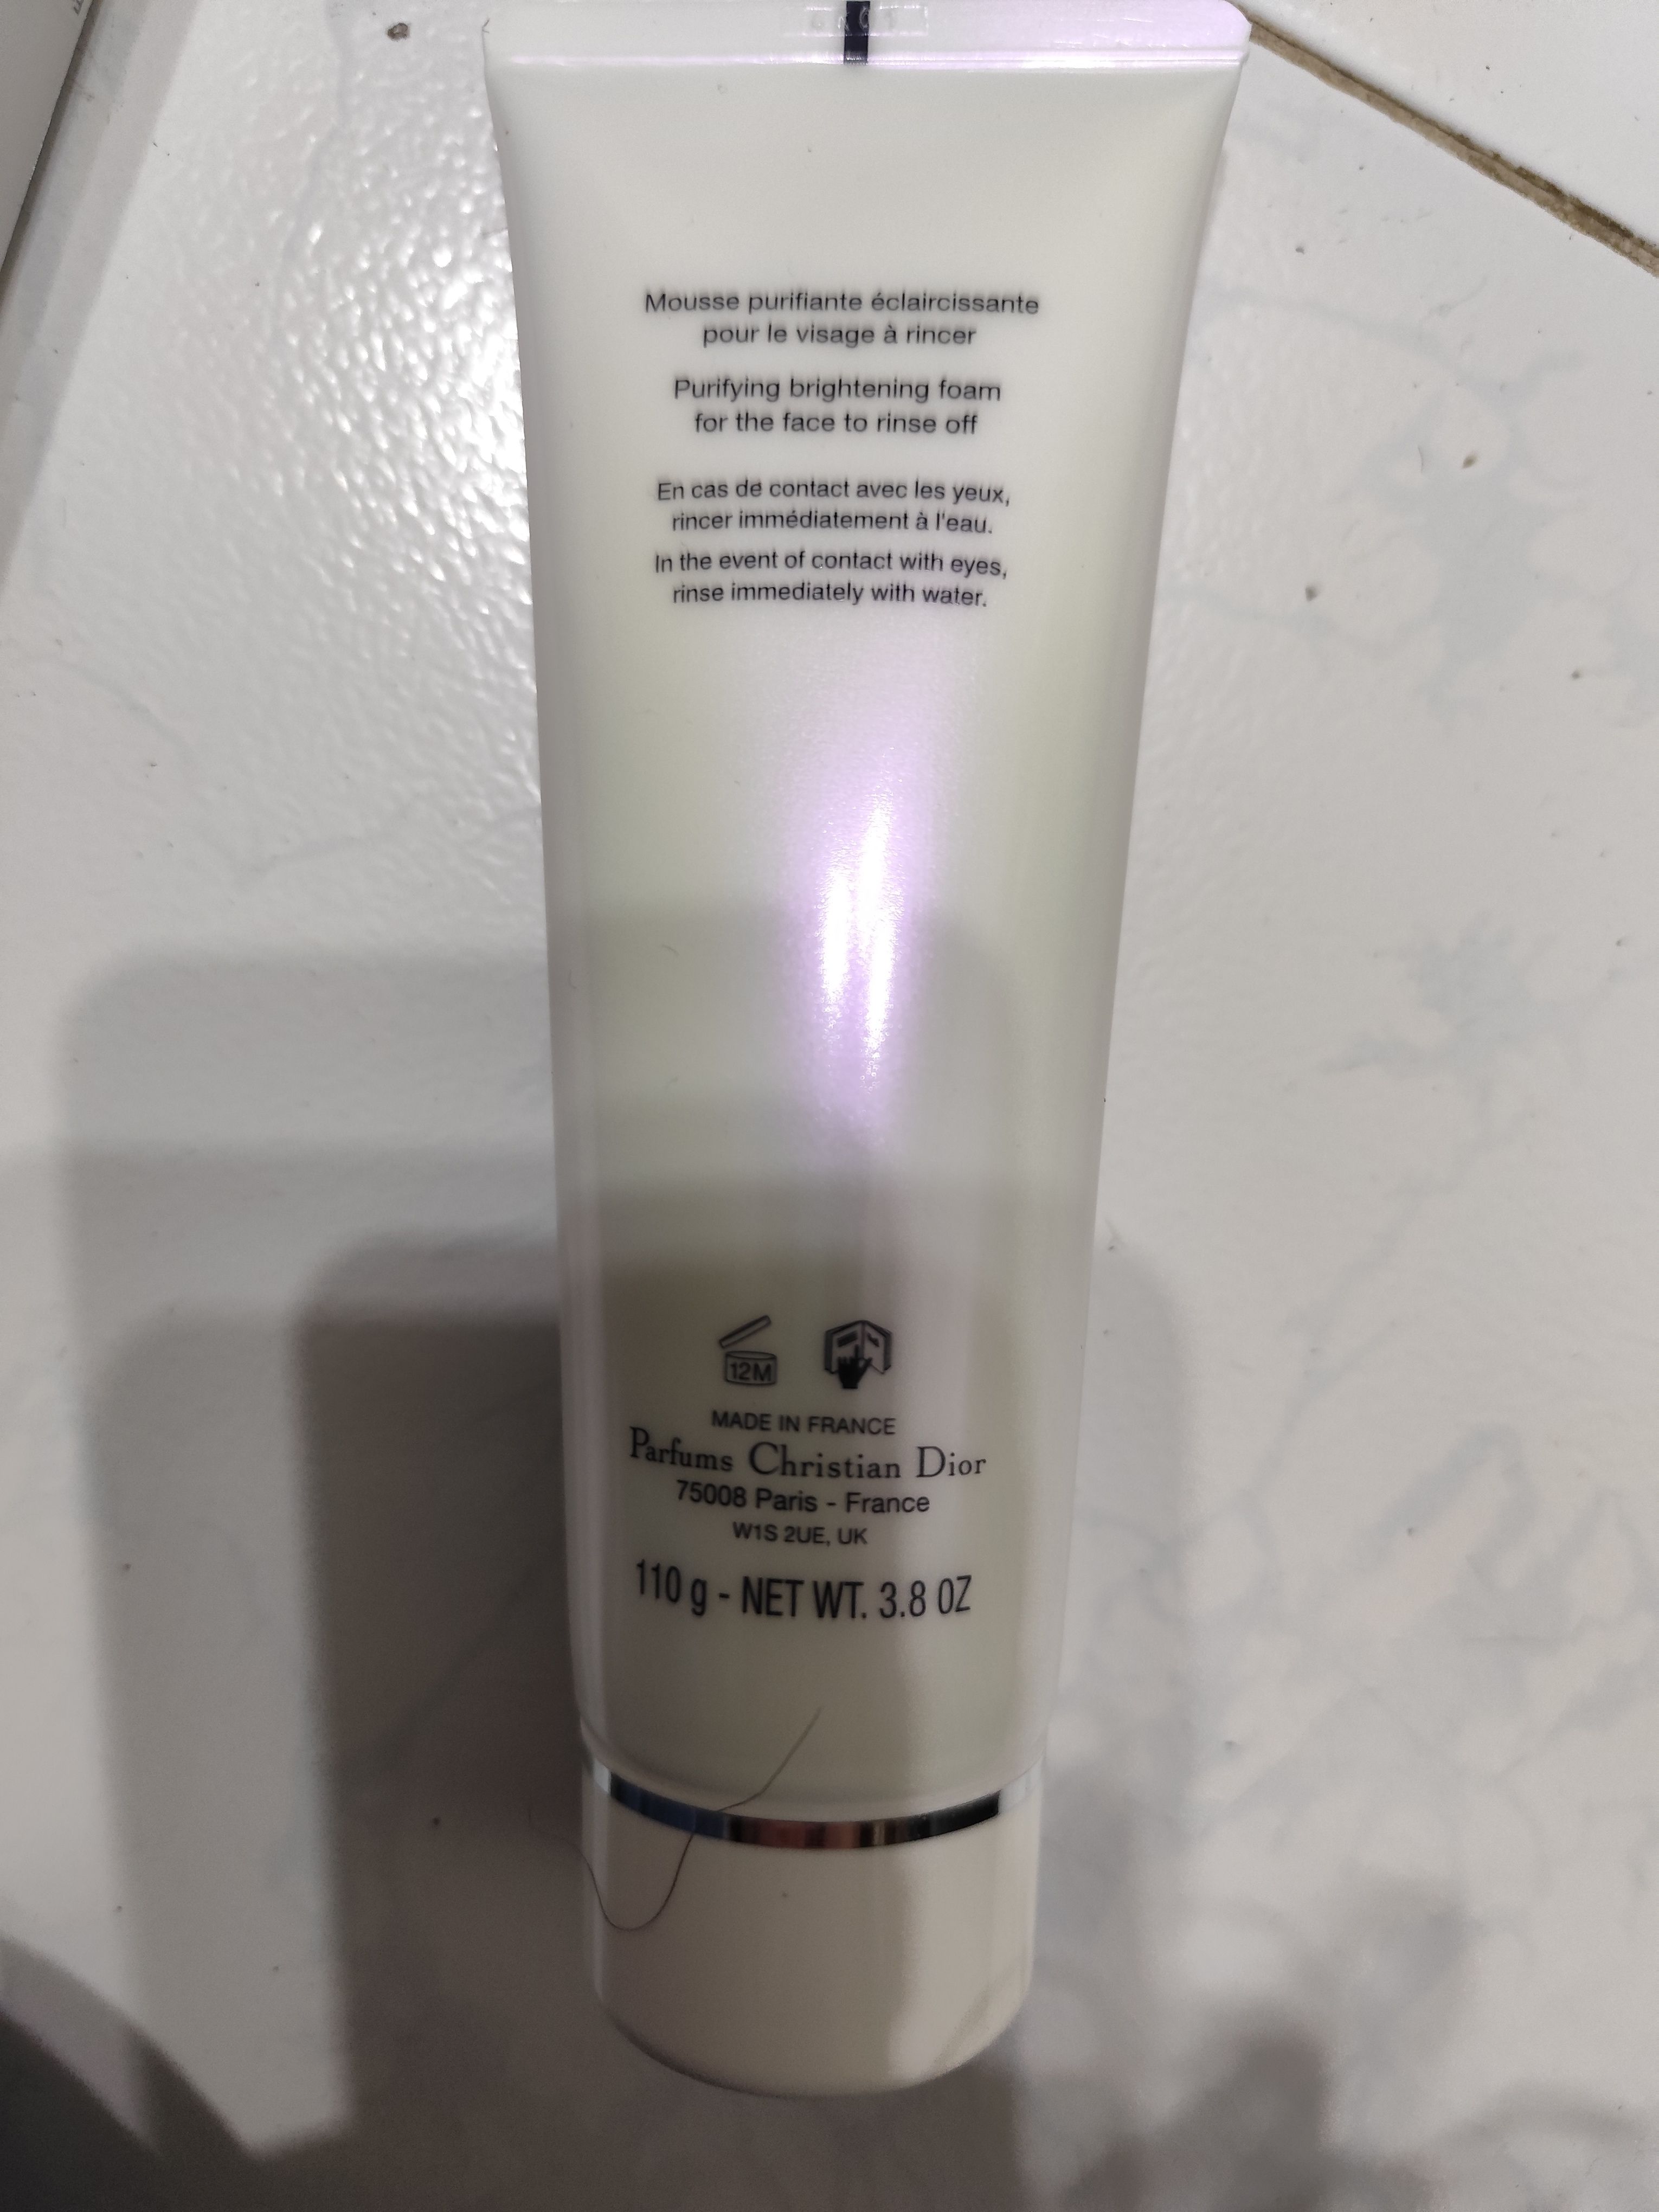 Mousse purifiante éclaircissante
pour le visage à rincer
Purifying brightening foam
for the face to rinse off
En cas de contact avec les yeux,
rincer immédiatement à l'eau.
In the event of contact with eyes,
rinse immediately with water.
12M
MADE IN FRANCE
Parfums Christian Dior
75008 Paris - France
W1S 2UE, UK
110 g - NET WT. 3.8 OZ